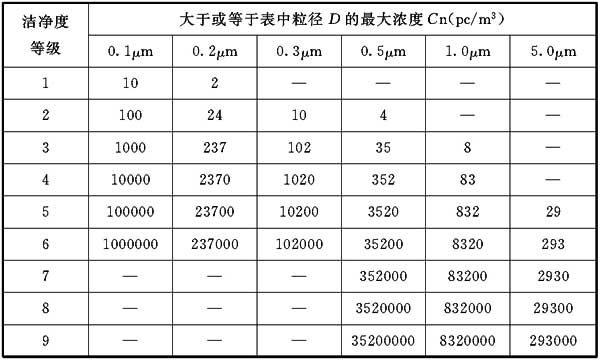 洁净度等级 大于或等于表中粒径 D 的最大浓度 Cn(pc/m³)
0.1μm 0.2μm 0.3μm 0.5μm 1.0μm 5.0μm
1 10 2 — — — —
2 100 24 10 4 — —
3 1000 237 102 35 8 —
4 10000 2370 1020 352 83 —
5 100000 23700 10200 3520 832 29
6 1000000 237000 102000 35200 8320 293
7 — — — 352000 83200 2930
8 — — — 3520000 832000 29300
9 — — — 35200000 8320000 293000